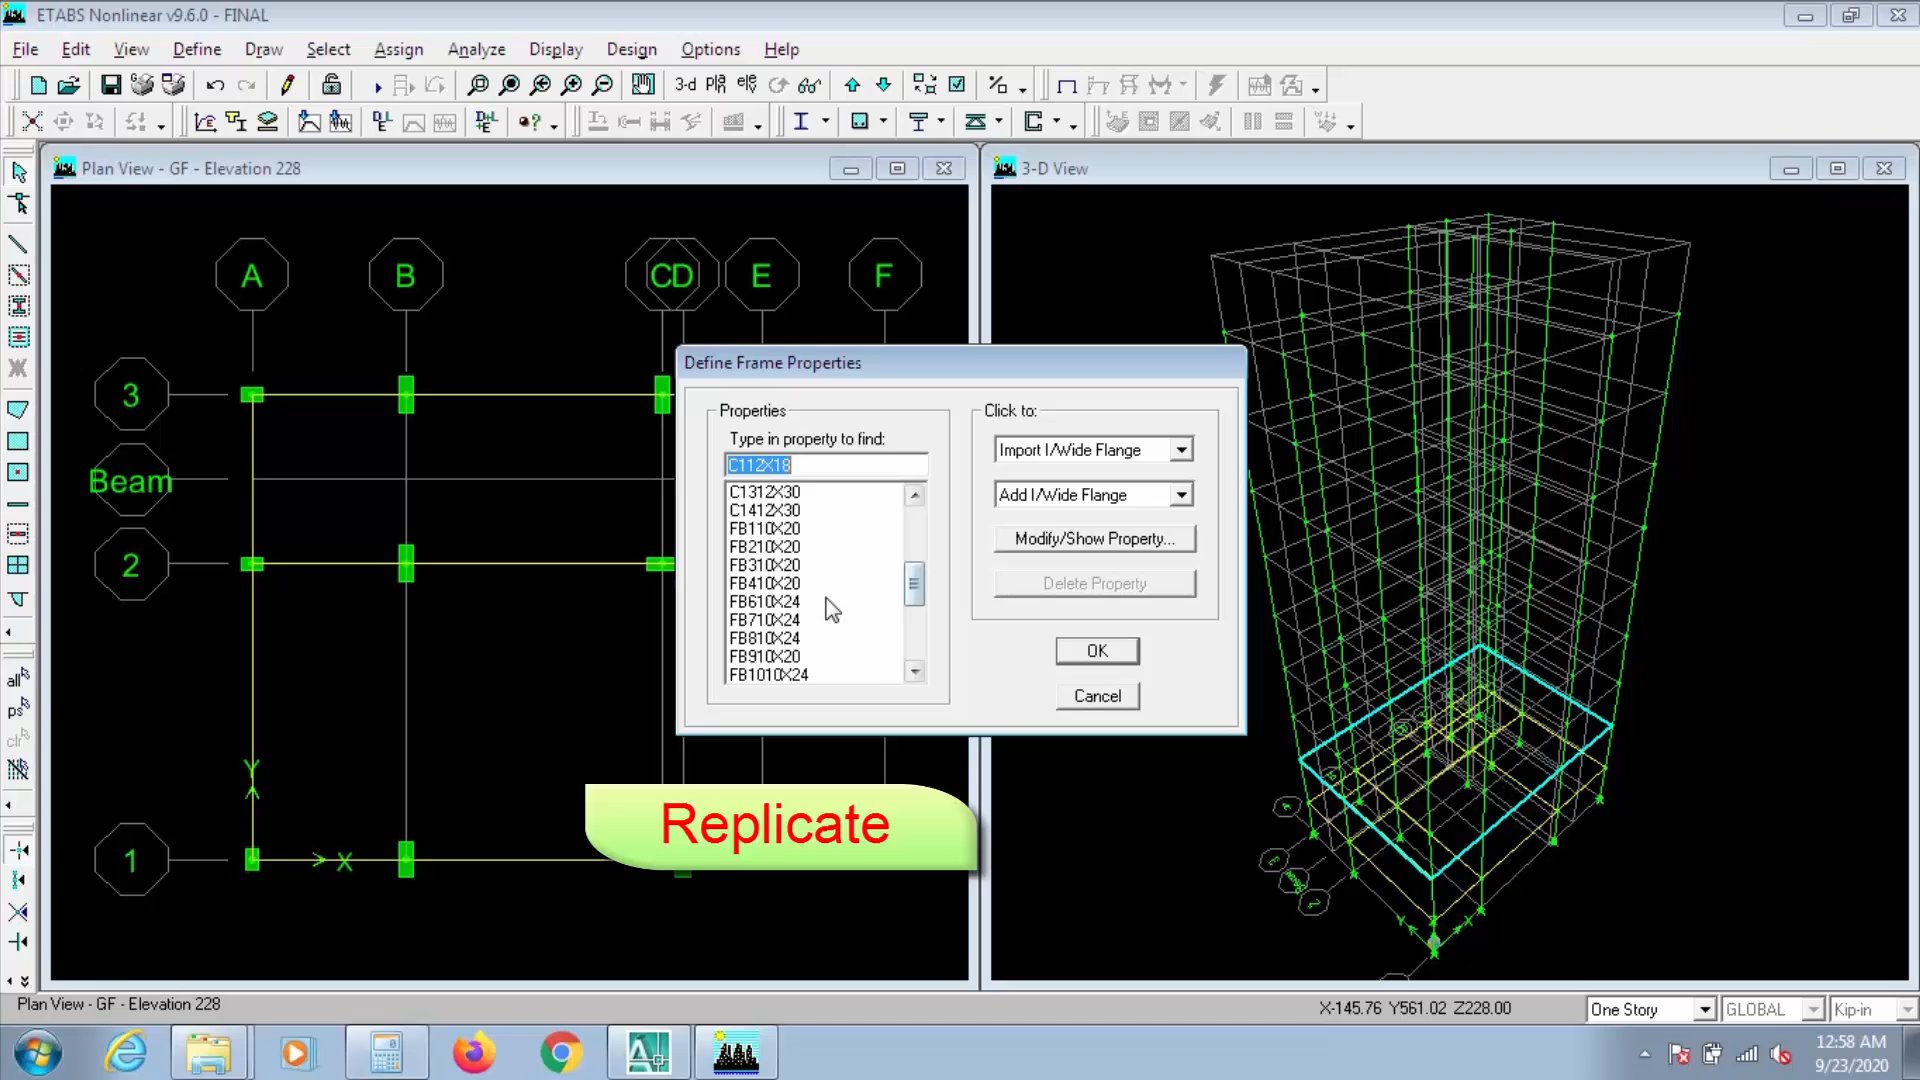 ETABS Nonlinear v9.6.0 - FINAL
File Edit View Define Draw Select Assign Analyze Display Design Options Help
3-d
Plan View - GF - Elevation 228
3-D View
A B CD E F
3
Beam
2
1
Y
X
Define Frame Properties
Properties
Type in property to find:
C112X18
C1312X30
C1412X30
FB110X20
FB210X20
FB310X20
FB410X20
FB610X24
FB710X24
FB810X24
FB910X20
FB1010X24
Click to:
Import I/Wide Flange
Add I/Wide Flange
Modify/Show Property...
Delete Property
OK
Cancel
Replicate
all
ps
clr
Plan View - GF - Elevation 228
X-145.76 Y561.02 Z228.00
One Story
GLOBAL
Kip-in
12:58 AM
9/23/2020